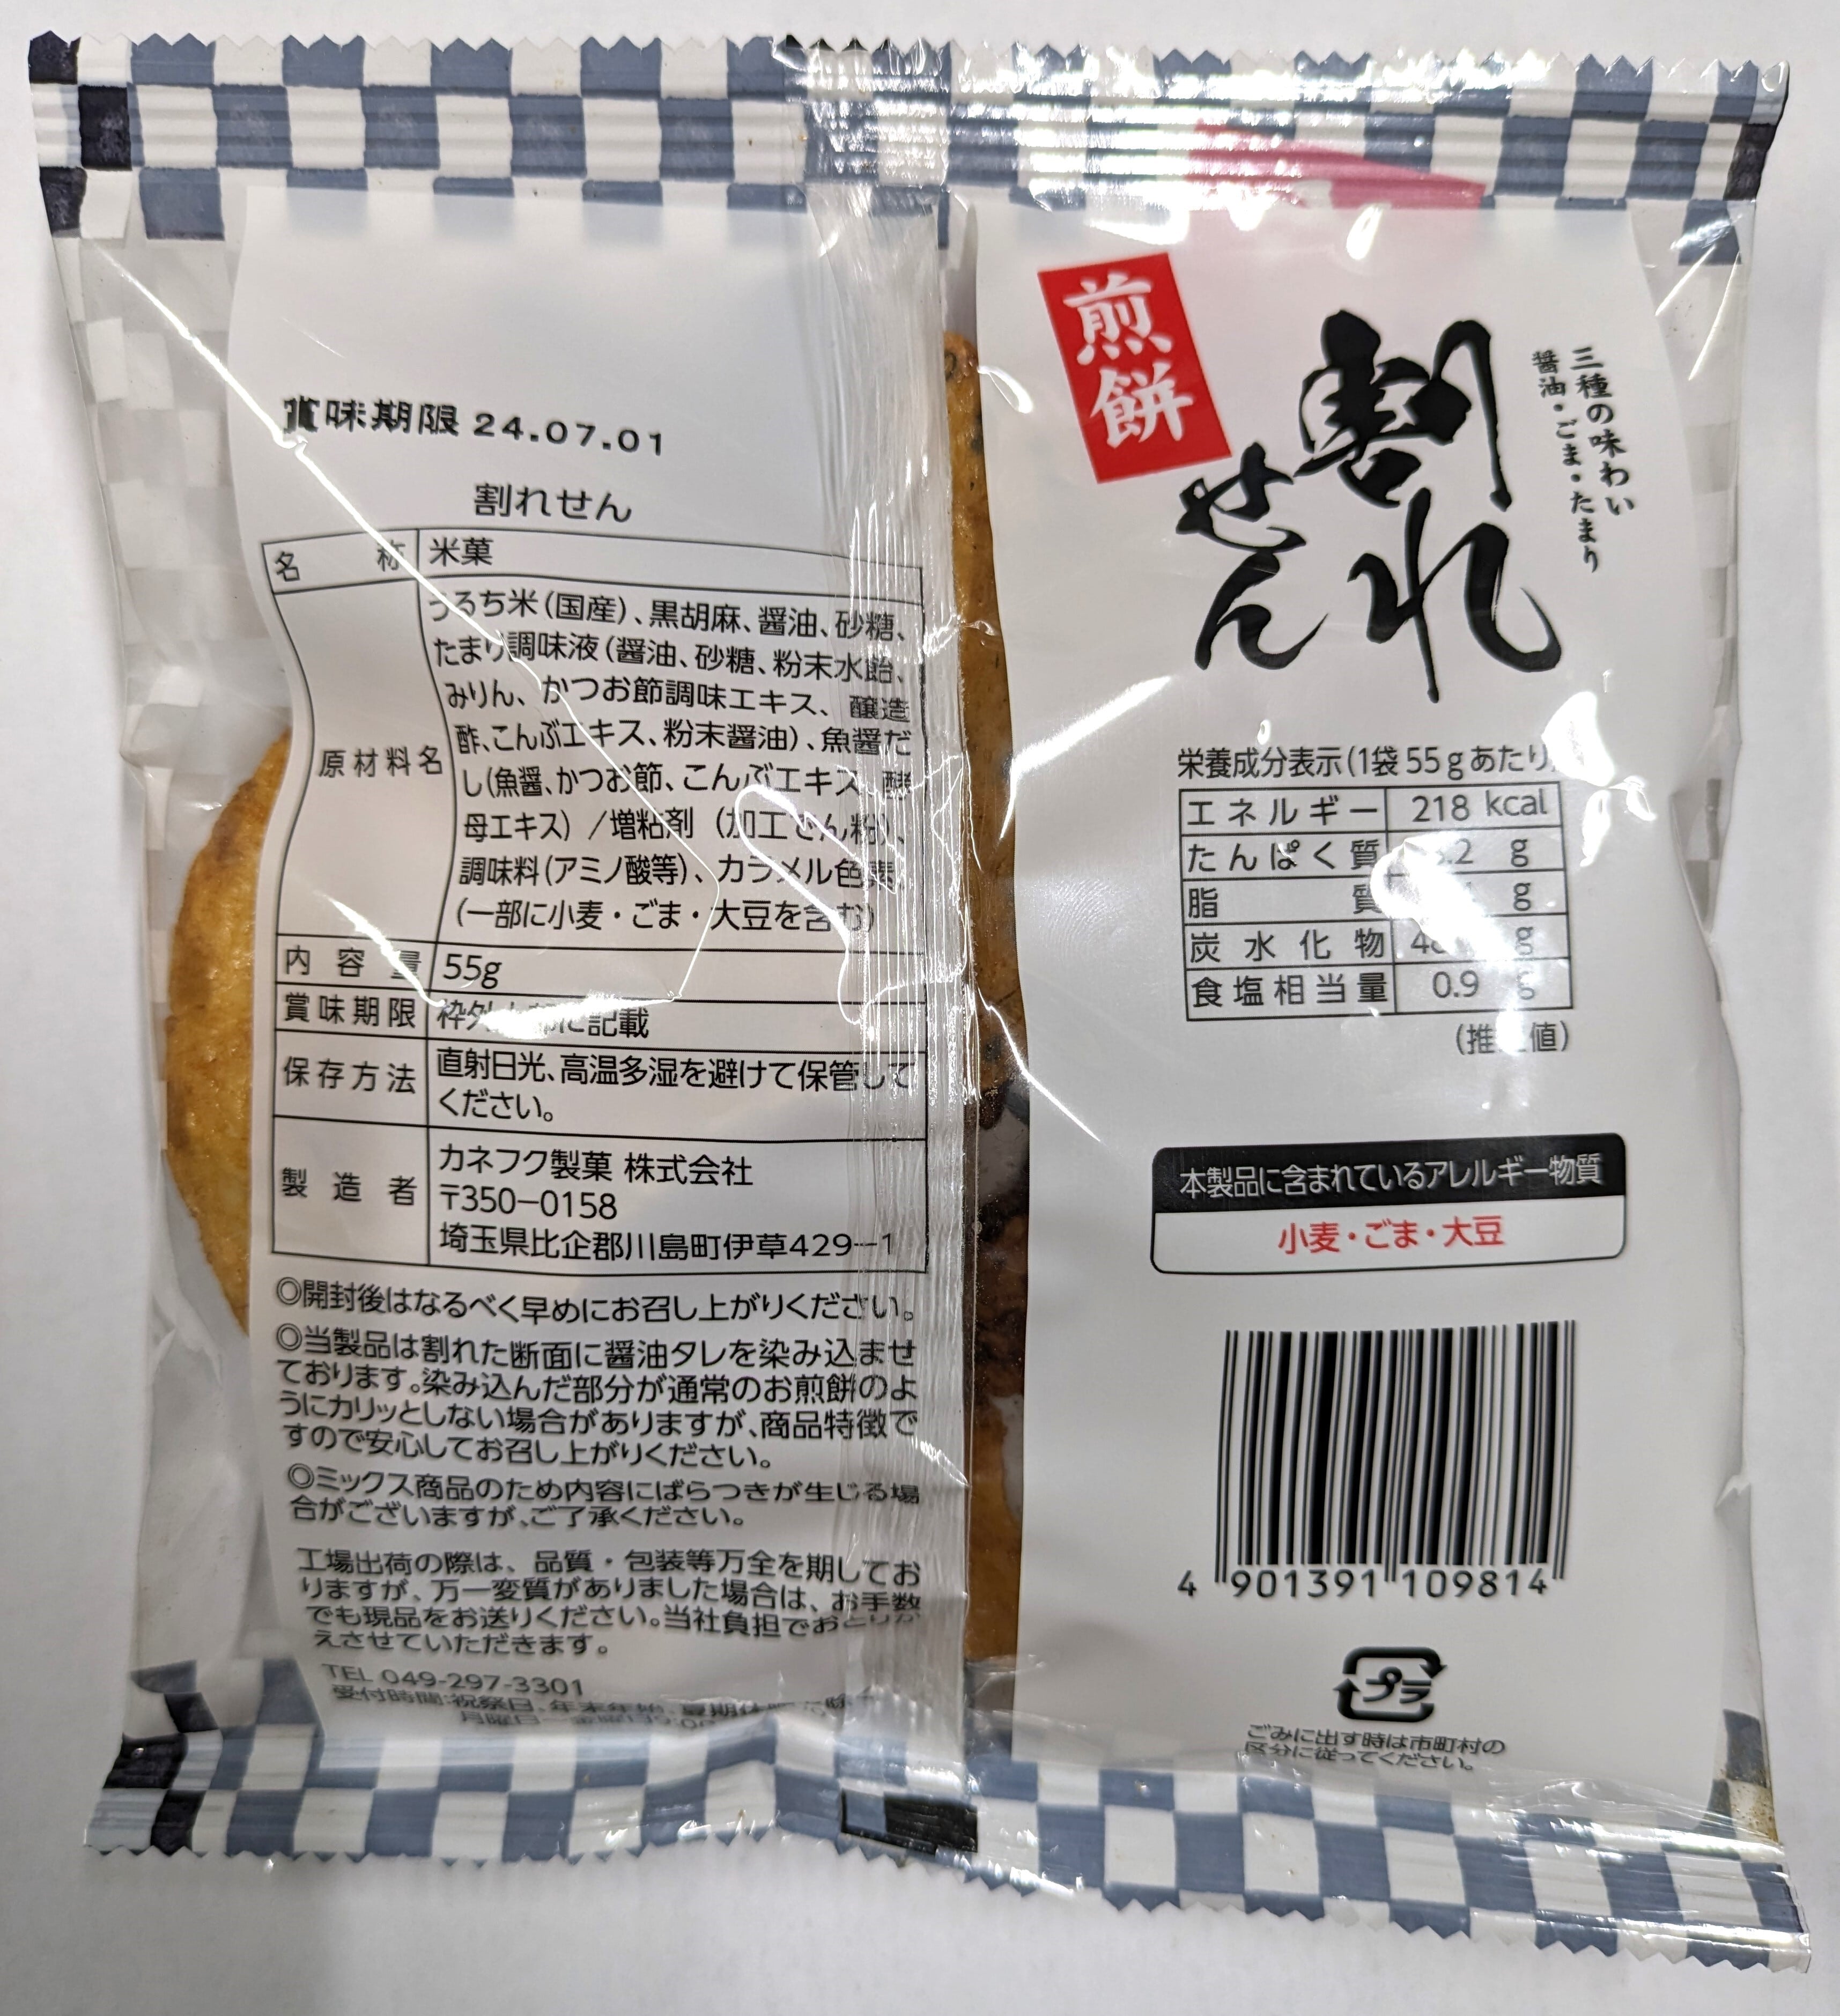 賞味期限 24.07.01
割れせん
名称 米菓
原材料名
うるち米(国産)、黒胡麻、醤油、砂糖、
たまり調味液(醤油、砂糖、粉末水飴、
みりん、かつお節調味エキス、醸造
酢、こんぶエキス、粉末醤油)、魚醤だ
し(魚醤、かつお節、こんぶエキス、酵
母エキス)/増粘剤(加工でん粉)、
調味料(アミノ酸等)、カラメル色素、
(一部に小麦・ごま・大豆を含む)
内容量 55g
賞味期限 枠外上部に記載
保存方法 直射日光、高温多湿を避けて保管して
ください。
製造者
カネフク製菓 株式会社
〒350-0158
埼玉県比企郡川島町伊草429-1
◎開封後はなるべく早めにお召し上がりください。
◎当製品は割れた断面に醤油タレを染み込ませ
ております。染み込んだ部分が通常のお煎餅のよ
うにカリッとしない場合がありますが、商品特徴で
すので安心してお召し上がりください。
◎ミックス商品のため内容にばらつきが生じる場
合がございますが、ご了承ください。
工場出荷の際は、品質・包装等万全を期してお
りますが、万一変質がありました場合は、お手数
でも現品をお送りください。当社負担でおとりか
えさせていただきます。
TEL 049-297-3301
受付時間:祝祭日、年末年始、夏期休
月曜日―金曜日9:00
煎餅
割れ
せん
三種の味わい
醤油・ごま・たまり
栄養成分表示(1袋55gあたり)
エネルギー 218 kcal
たんぱく質 g
脂質 g
炭水化物 g
食塩相当量 0.9 g
(推定値)
本製品に含まれているアレルギー物質
小麦・ごま・大豆
4 901391 109814
プラ
ごみに出す時は市町村の
区分に従ってください。